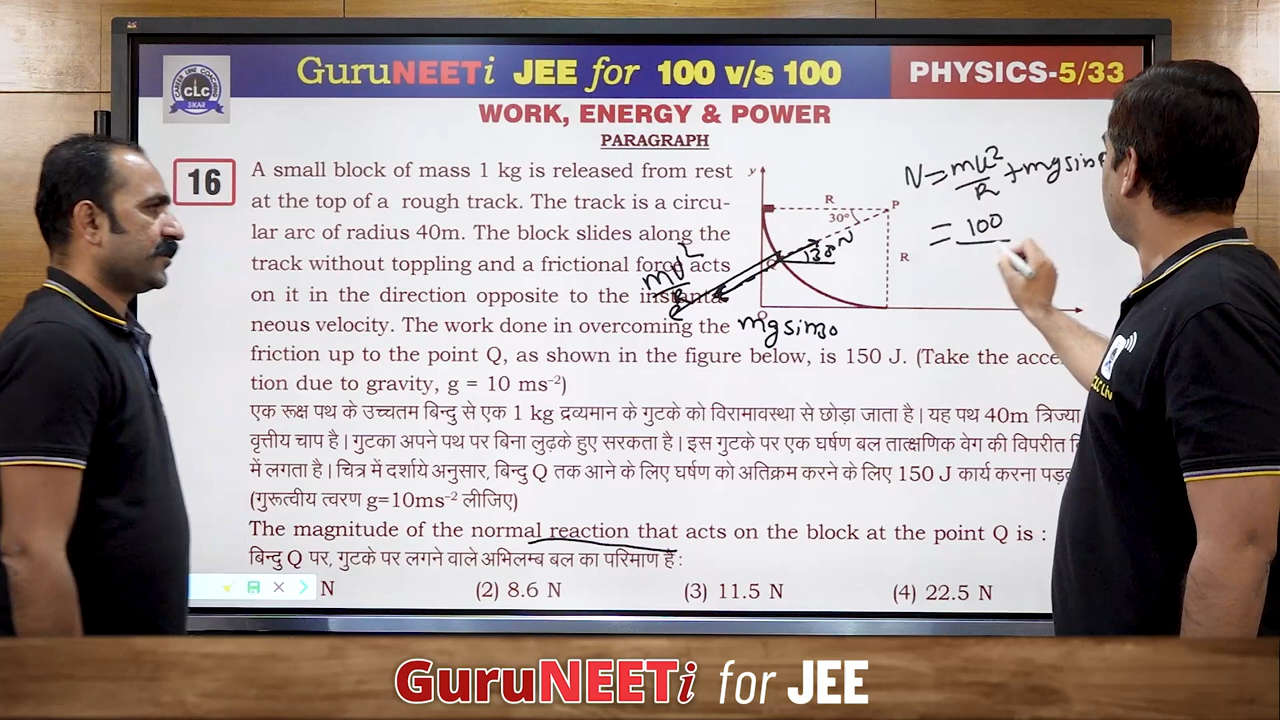 GuruNEETi JEE for 100 v/s 100
PHYSICS-5/33
CAREER LINE COACHING
CLC
SIKAR
WORK, ENERGY & POWER
PARAGRAPH
16
A small block of mass 1 kg is released from rest
at the top of a rough track. The track is a circu-
lar arc of radius 40m. The block slides along the
track without toppling and a frictional force acts
on it in the direction opposite to the instanta-
neous velocity. The work done in overcoming the
friction up to the point Q, as shown in the figure below, is 150 J. (Take the acce
tion due to gravity, g = 10 ms⁻²)
y
R
P
30°
R
N
30°
mv²
R
mg sin30
N = mv²/R + mg sin
= 100
एक रूक्ष पथ के उच्चतम बिन्दु से एक 1 kg द्रव्यमान के गुटके को विरामावस्था से छोड़ा जाता है। यह पथ 40m त्रिज्या
वृत्तीय चाप है। गुटका अपने पथ पर बिना लुढ़के हुए सरकता है। इस गुटके पर एक घर्षण बल तात्क्षणिक वेग की विपरीत
में लगता है। चित्र में दर्शाये अनुसार, बिन्दु Q तक आने के लिए घर्षण को अतिक्रम करने के लिए 150 J कार्य करना
(गुरूत्वीय त्वरण g=10ms⁻² लीजिए)
The magnitude of the normal reaction that acts on the block at the point Q is :
बिन्दु Q पर, गुटके पर लगने वाले अभिलम्ब बल का परिमाण है :
N
(2) 8.6 N
(3) 11.5 N
(4) 22.5 N
GuruNEETi for JEE